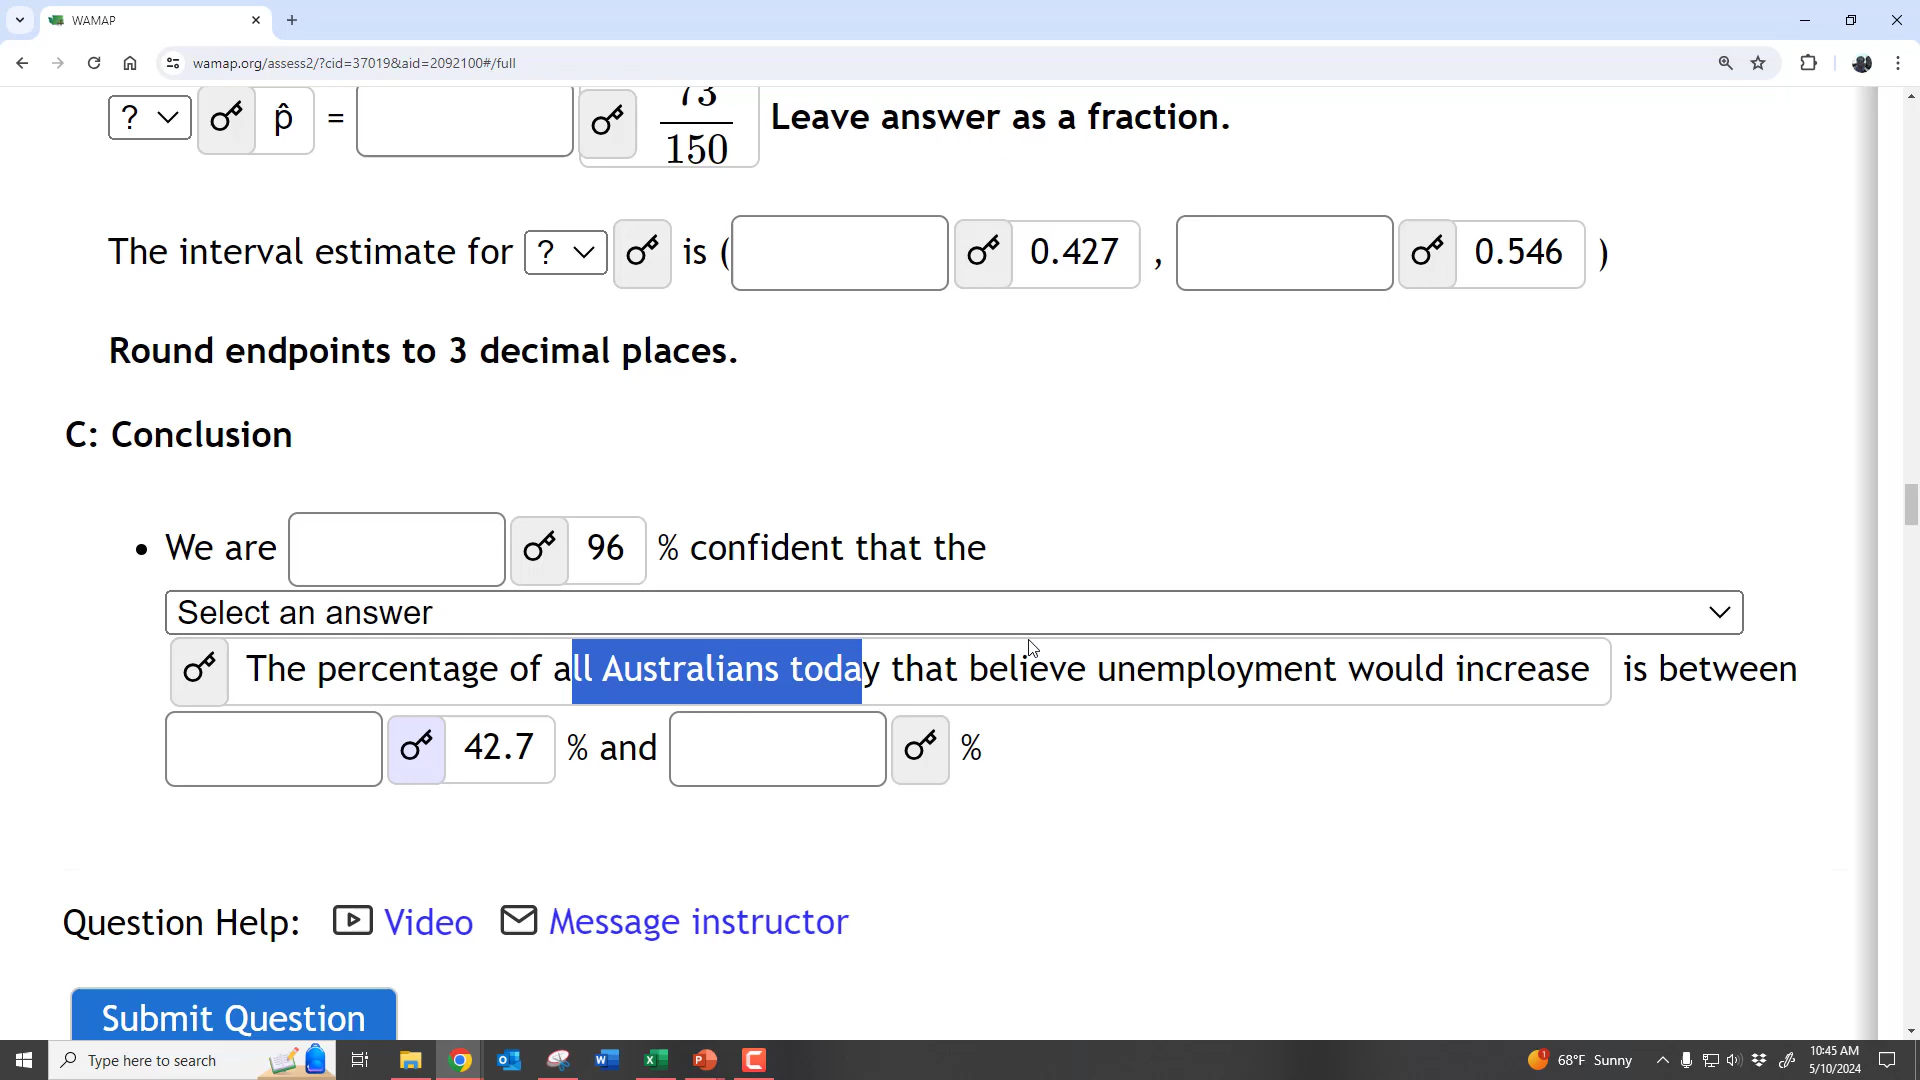 WAMAP
wamap.org/assess2/?cid=37019&aid=2092100#/full
? p̂ = 73/150 Leave answer as a fraction.
The interval estimate for ? is ( 0.427 , 0.546 )
Round endpoints to 3 decimal places.
C: Conclusion
• We are 96 % confident that the
Select an answer
The percentage of all Australians today that believe unemployment would increase is between
42.7 % and %
Question Help: Video Message instructor
Submit Question
Type here to search
68°F Sunny
10:45 AM
5/10/2024